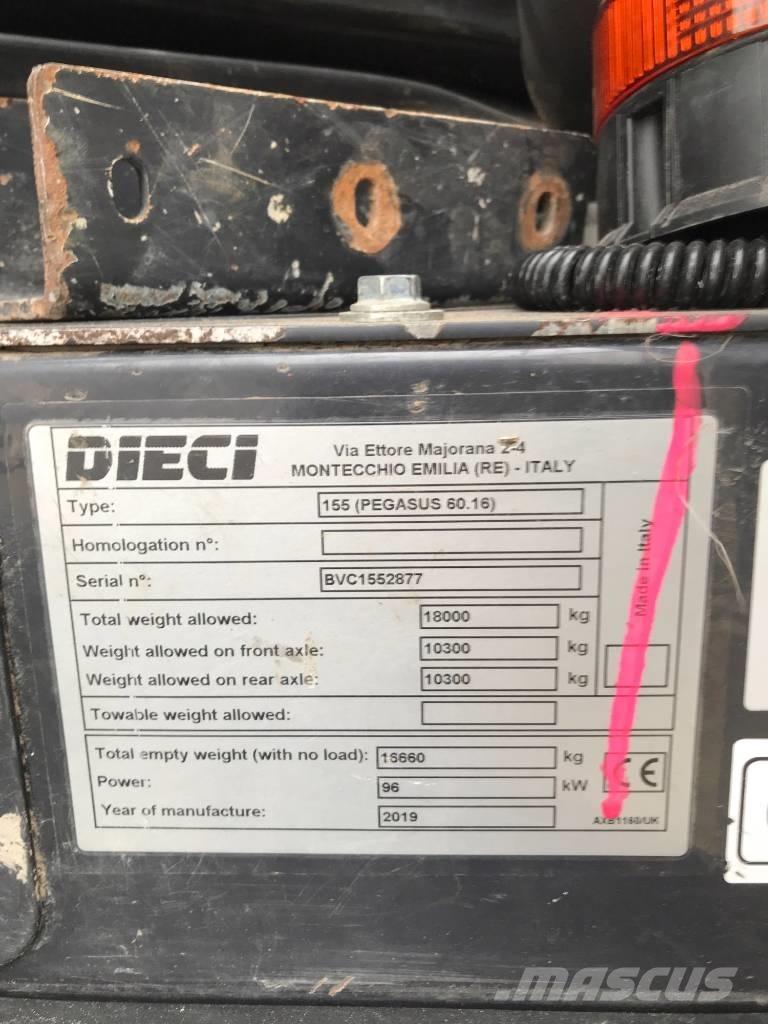 DIECI
Via Ettore Majorana 2-4
MONTECCHIO EMILIA (RE) - ITALY
Type: 155 (PEGASUS 60.16)
Homologation n°:
Serial n°: BVC1552877
Made in Italy
Total weight allowed: 18000 kg
Weight allowed on front axle: 10300 kg
Weight allowed on rear axle: 10300 kg
Towable weight allowed:
Total empty weight (with no load): 16660 kg
Power: 96 kW
CE
Year of manufacture: 2019
AXB1180/UK
MASCUS